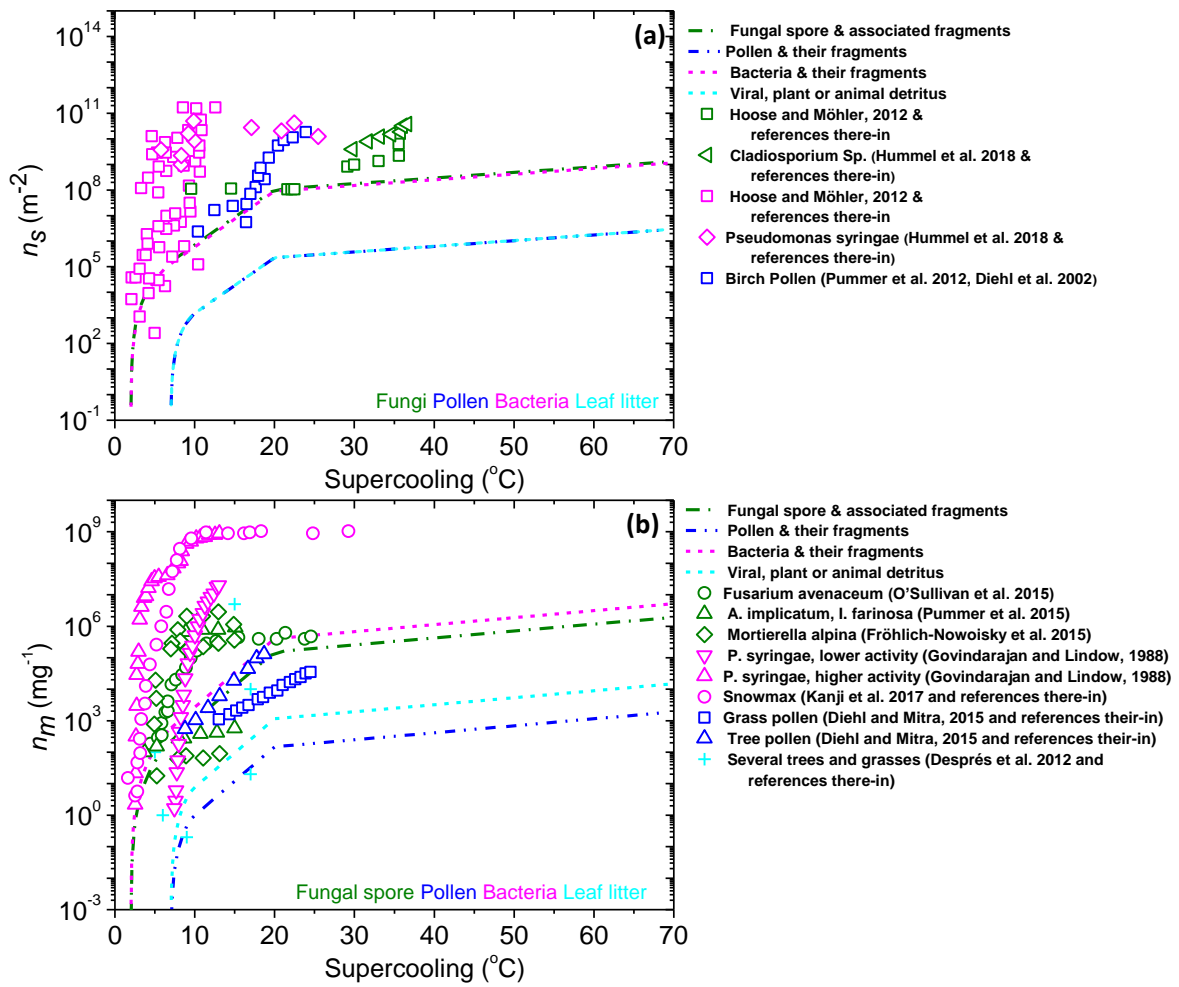 (a)
10^14
10^11
10^8
10^5
10^2
10^-1
n_s (m^-2)
Fungi Pollen Bacteria Leaf litter
0 10 20 30 40 50 60 70
Supercooling (°C)
Fungal spore & associated fragments
Pollen & their fragments
Bacteria & their fragments
Viral, plant or animal detritus
Hoose and Möhler, 2012 &
references there-in
Cladiosporium Sp. (Hummel et al. 2018 &
references there-in)
Hoose and Möhler, 2012 &
references there-in
Pseudomonas syringae (Hummel et al. 2018 &
references there-in)
Birch Pollen (Pummer et al. 2012, Diehl et al. 2002)
(b)
10^9
10^6
10^3
10^0
10^-3
n_m (mg^-1)
Fungal spore Pollen Bacteria Leaf litter
0 10 20 30 40 50 60 70
Supercooling (°C)
Fungal spore & associated fragments
Pollen & their fragments
Bacteria & their fragments
Viral, plant or animal detritus
Fusarium avenaceum (O'Sullivan et al. 2015)
A. implicatum, I. farinosa (Pummer et al. 2015)
Mortierella alpina (Fröhlich-Nowoisky et al. 2015)
P. syringae, lower activity (Govindarajan and Lindow, 1988)
P. syringae, higher activity (Govindarajan and Lindow, 1988)
Snowmax (Kanji et al. 2017 and references there-in)
Grass pollen (Diehl and Mitra, 2015 and references their-in)
Tree pollen (Diehl and Mitra, 2015 and references their-in)
Several trees and grasses (Després et al. 2012 and
references there-in)